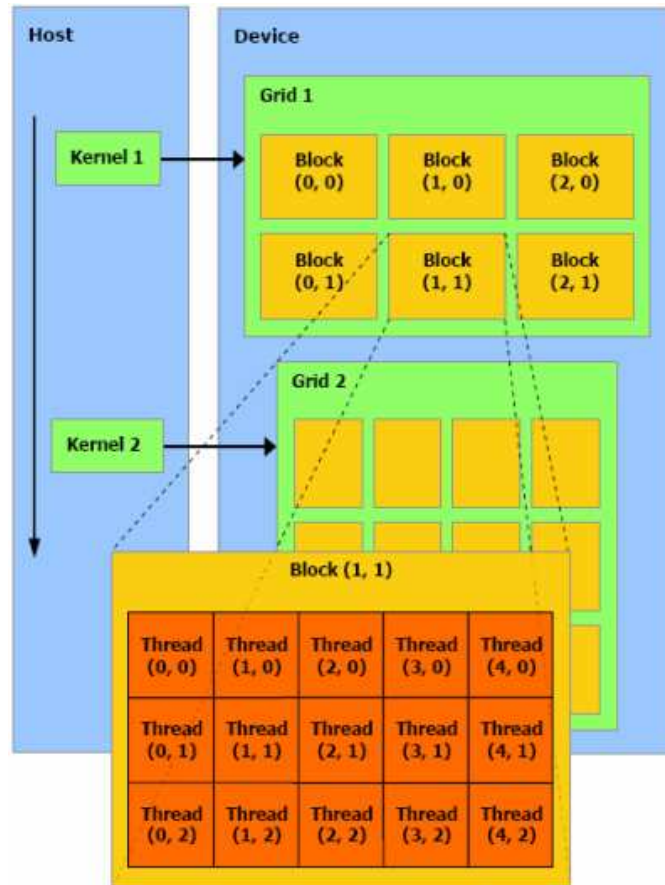 Host
Device
Grid 1
Kernel 1
Block Block Block
(0, 0) (1, 0) (2, 0)
Block Block Block
(0, 1) (1, 1) (2, 1)
Grid 2
Kernel 2
Block (1, 1)
Thread Thread Thread Thread Thread
(0, 0) (1, 0) (2, 0) (3, 0) (4, 0)
Thread Thread Thread Thread Thread
(0, 1) (1, 1) (2, 1) (3, 1) (4, 1)
Thread Thread Thread Thread Thread
(0, 2) (1, 2) (2, 2) (3, 2) (4, 2)